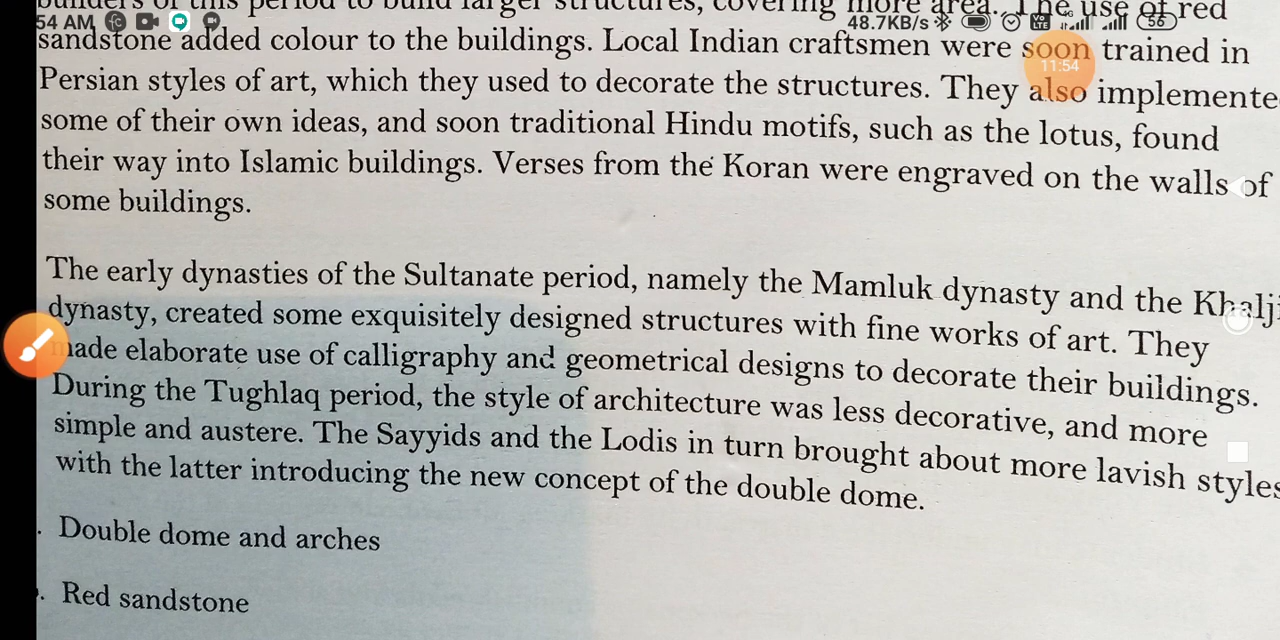 builders of this period to build larger structures, covering more area. The use of red
54 AM 48.7KB/s 56
sandstone added colour to the buildings. Local Indian craftsmen were soon trained in
11:54
Persian styles of art, which they used to decorate the structures. They also implemente
some of their own ideas, and soon traditional Hindu motifs, such as the lotus, found
their way into Islamic buildings. Verses from the Koran were engraved on the walls of
some buildings.
The early dynasties of the Sultanate period, namely the Mamluk dynasty and the Khalji
dynasty, created some exquisitely designed structures with fine works of art. They
made elaborate use of calligraphy and geometrical designs to decorate their buildings.
During the Tughlaq period, the style of architecture was less decorative, and more
simple and austere. The Sayyids and the Lodis in turn brought about more lavish styles
with the latter introducing the new concept of the double dome.
. Double dome and arches
. Red sandstone